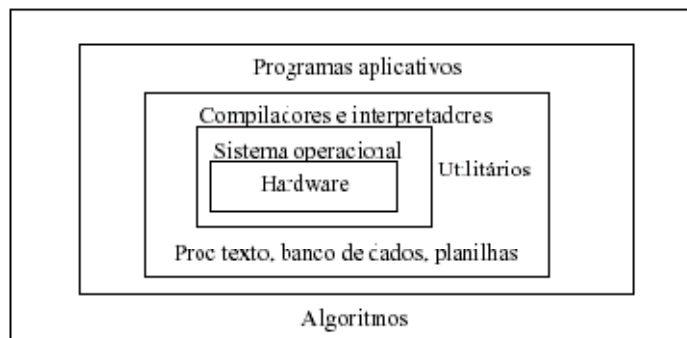 Programas aplicativos
Compiladores e interpretadores
Sistema operacional
Utilitários
Hardware
Proc texto, banco de dados, planilhas
Algoritmos